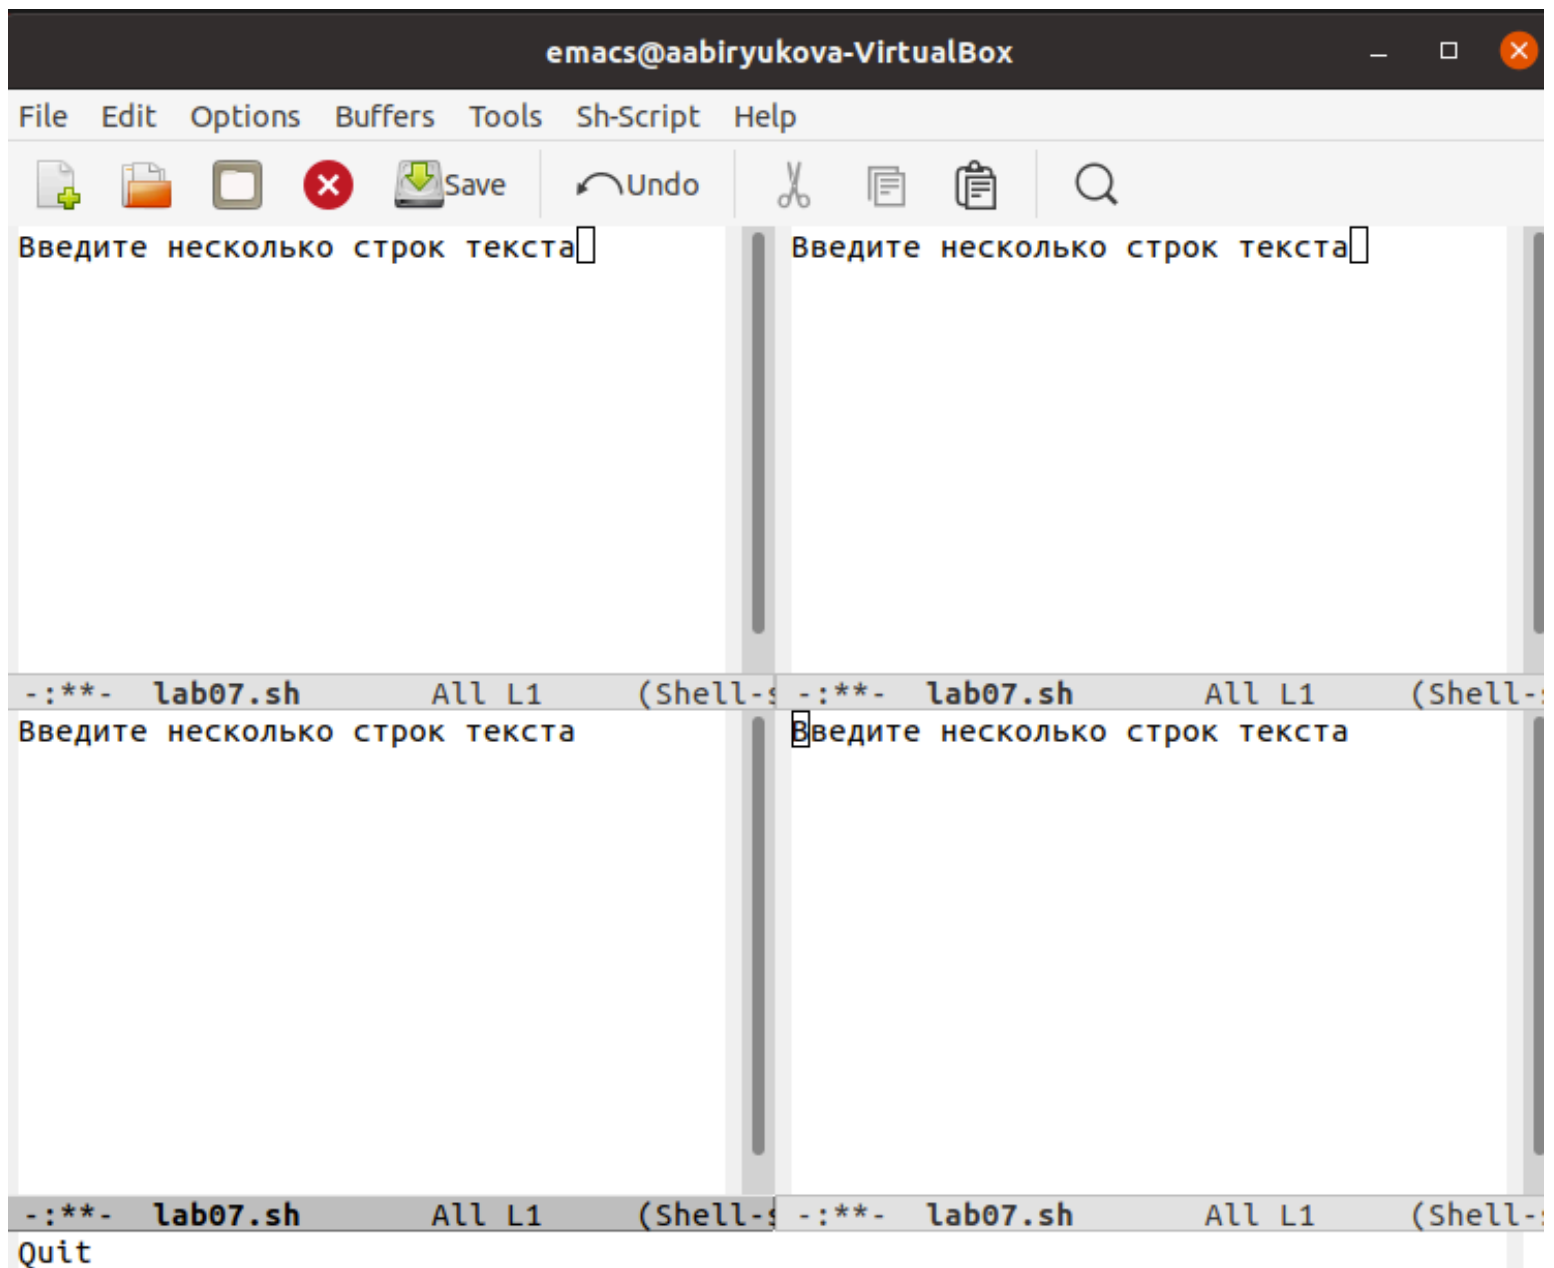 emacs@aabiryukova-VirtualBox
File Edit Options Buffers Tools Sh-Script Help
Save Undo
Введите несколько строк текста
Введите несколько строк текста
-:**- lab07.sh All L1 (Shell-s
-:**- lab07.sh All L1 (Shell-s
Введите несколько строк текста
Введите несколько строк текста
-:**- lab07.sh All L1 (Shell-s
-:**- lab07.sh All L1 (Shell-s
Quit